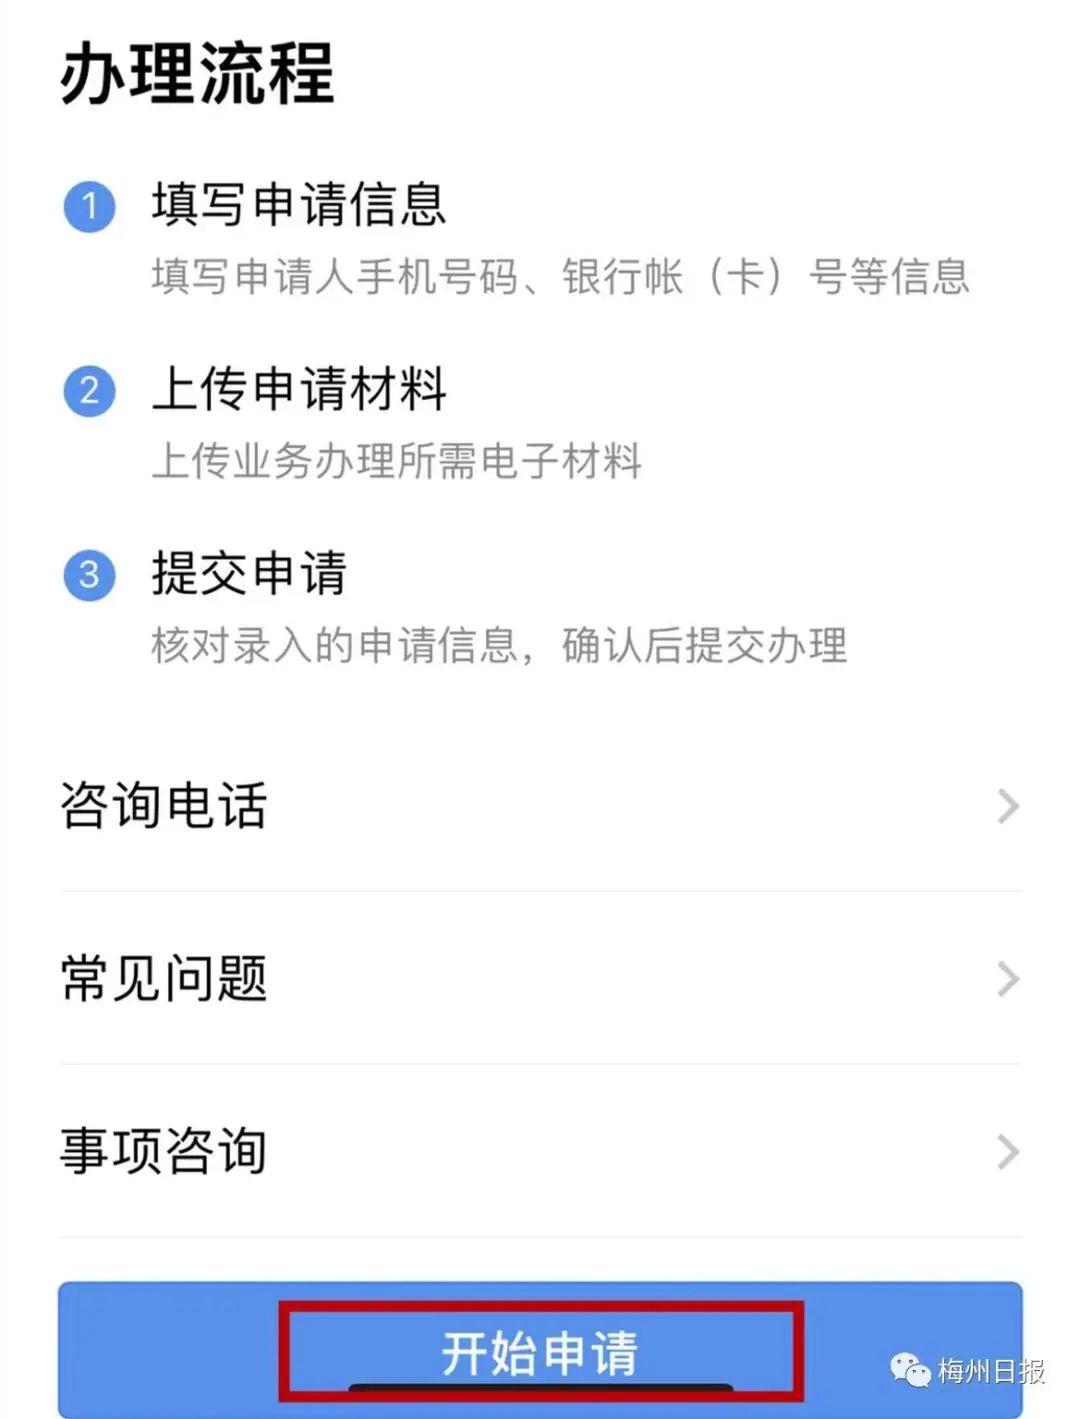 办理流程
1 填写申请信息
填写申请人手机号码、银行帐（卡）号等信息
2 上传申请材料
上传业务办理所需电子材料
3 提交申请
核对录入的申请信息，确认后提交办理
咨询电话
常见问题
事项咨询
开始申请
梅州日报